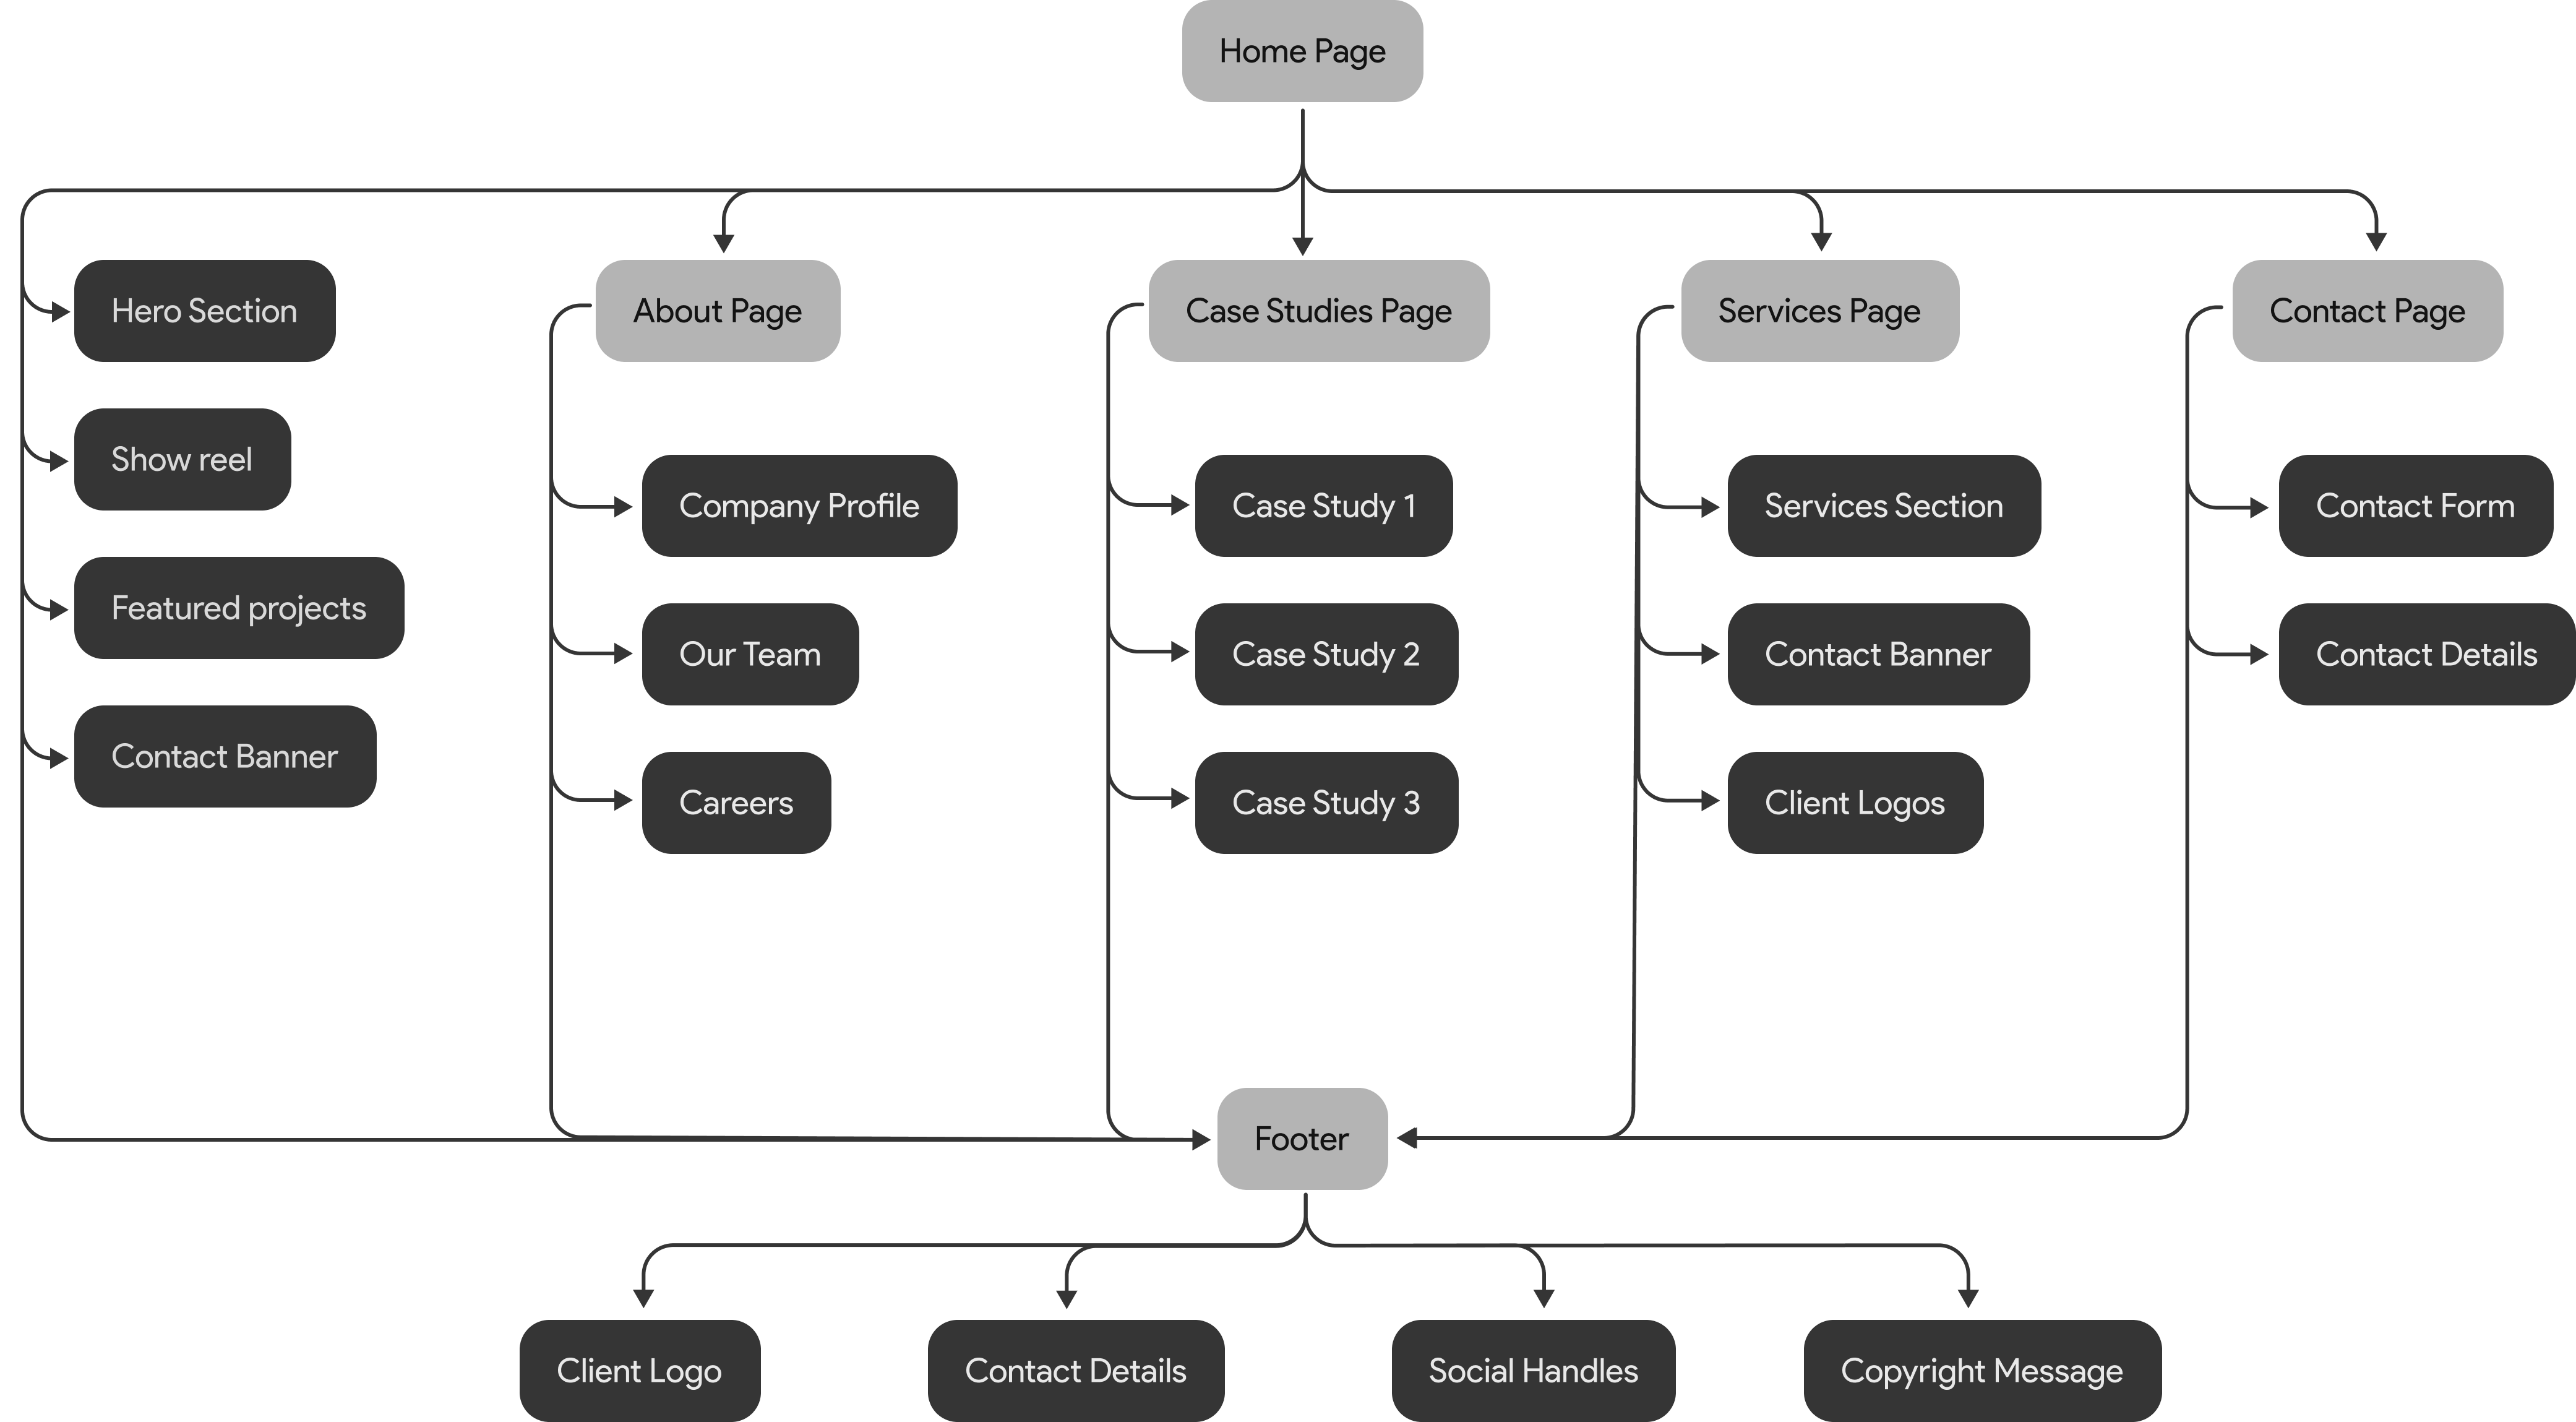 Home Page
Hero Section
Show reel
Featured projects
Contact Banner
About Page
Company Profile
Our Team
Careers
Case Studies Page
Case Study 1
Case Study 2
Case Study 3
Services Page
Services Section
Contact Banner
Client Logos
Contact Page
Contact Form
Contact Details
Footer
Client Logo
Contact Details
Social Handles
Copyright Message